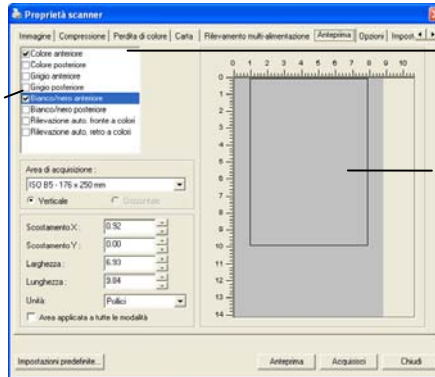 Proprietà scanner
Immagine Compressione Perdita di colore Carta Rilevamento multi-alimentazione Anteprima Opzioni Impost.
Colore anteriore
Colore posteriore
Grigio anteriore
Grigio posteriore
Bianco/nero anteriore
Bianco/nero posteriore
Rilevazione auto. fronte a colori
Rilevazione auto. retro a colori
Area di acquisizione :
ISO B5 - 176 x 250 mm
Verticale Orizzontale
Scostamento X : 0.92
Scostamento Y : 0.00
Larghezza : 6.93
Lunghezza : 9.84
Unità: Pollici
Area applicata a tutte le modalità
0 1 2 3 4 5 6 7 8 9 10
0
1
2
3
4
5
6
7
8
9
10
11
12
13
14
Impostazioni predefinite... Anteprima Acquisisci Chiudi